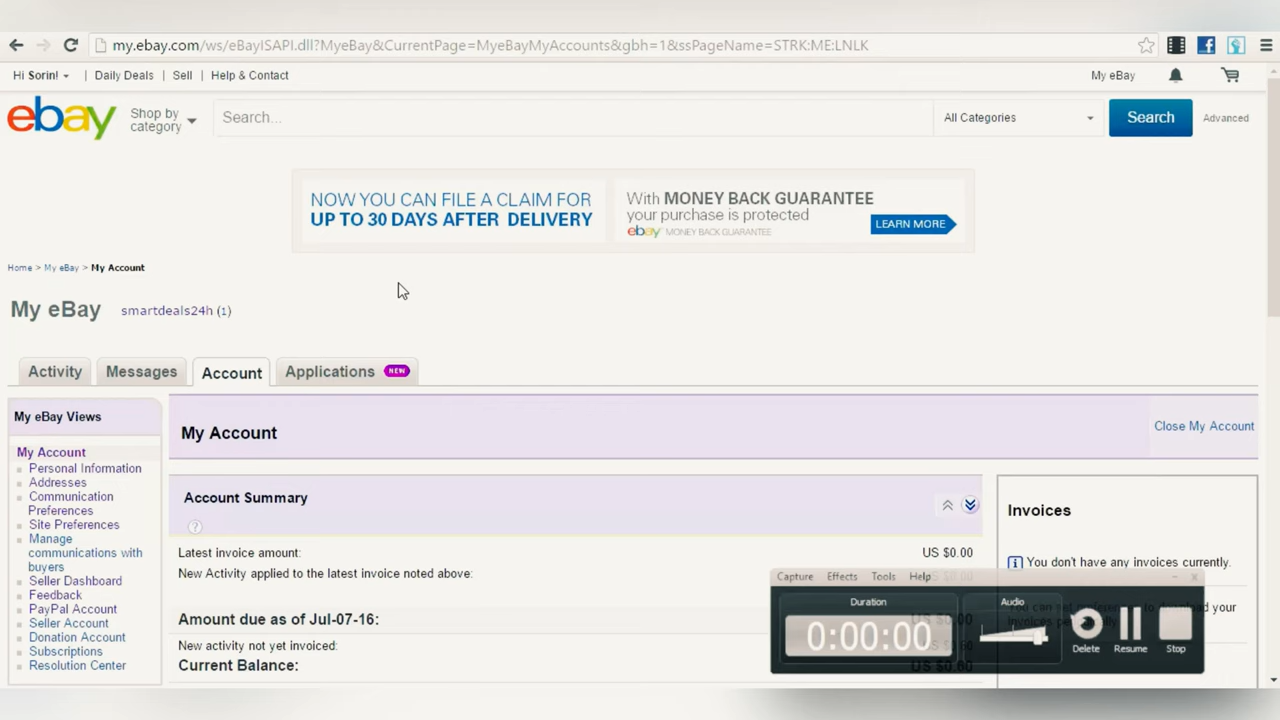 my.ebay.com/ws/eBayISAPI.dll?MyeBay&CurrentPage=MyeBayMyAccounts&gbh=1&ssPageName=STRK:ME:LNLK
Hi Sorin! | Daily Deals | Sell | Help & Contact My eBay
ebay Shop by category Search... All Categories Search Advanced
NOW YOU CAN FILE A CLAIM FOR
UP TO 30 DAYS AFTER DELIVERY
With MONEY BACK GUARANTEE
your purchase is protected
ebay MONEY BACK GUARANTEE
LEARN MORE
Home > My eBay > My Account
My eBay smartdeals24h (1)
Activity Messages Account Applications NEW
My eBay Views
My Account
Personal Information
Addresses
Communication
Preferences
Site Preferences
Manage
communications with
buyers
Seller Dashboard
Feedback
PayPal Account
Seller Account
Donation Account
Subscriptions
Resolution Center
My Account Close My Account
Account Summary
?
Latest invoice amount: US $0.00
New Activity applied to the latest invoice noted above:
Amount due as of Jul-07-16:
New activity not yet invoiced:
Current Balance:
Invoices
You don't have any invoices currently.
your
invoices
Capture Effects Tools Help
Duration Audio
0:00:00
Delete Resume Stop